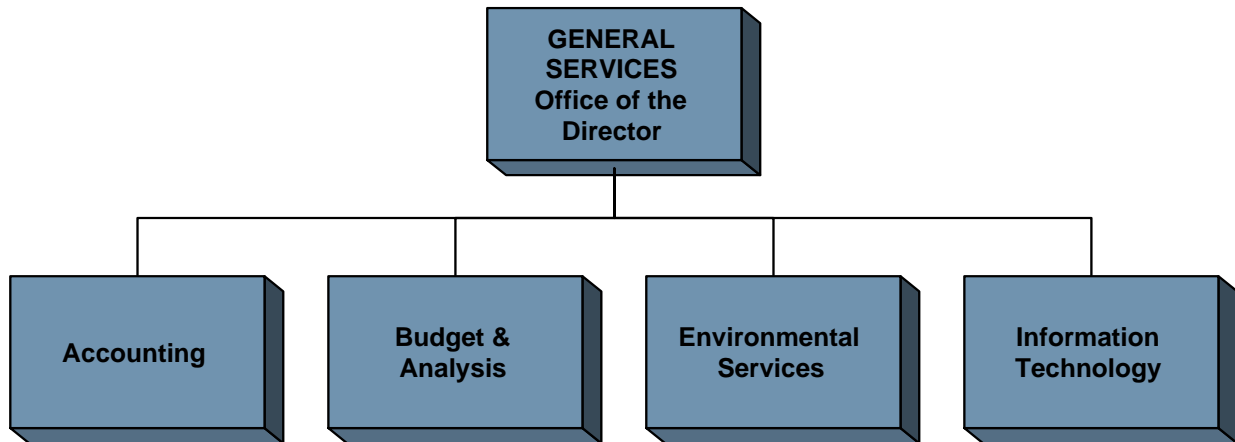 GENERAL
SERVICES
Office of the
Director
Accounting
Budget &
Analysis
Environmental
Services
Information
Technology